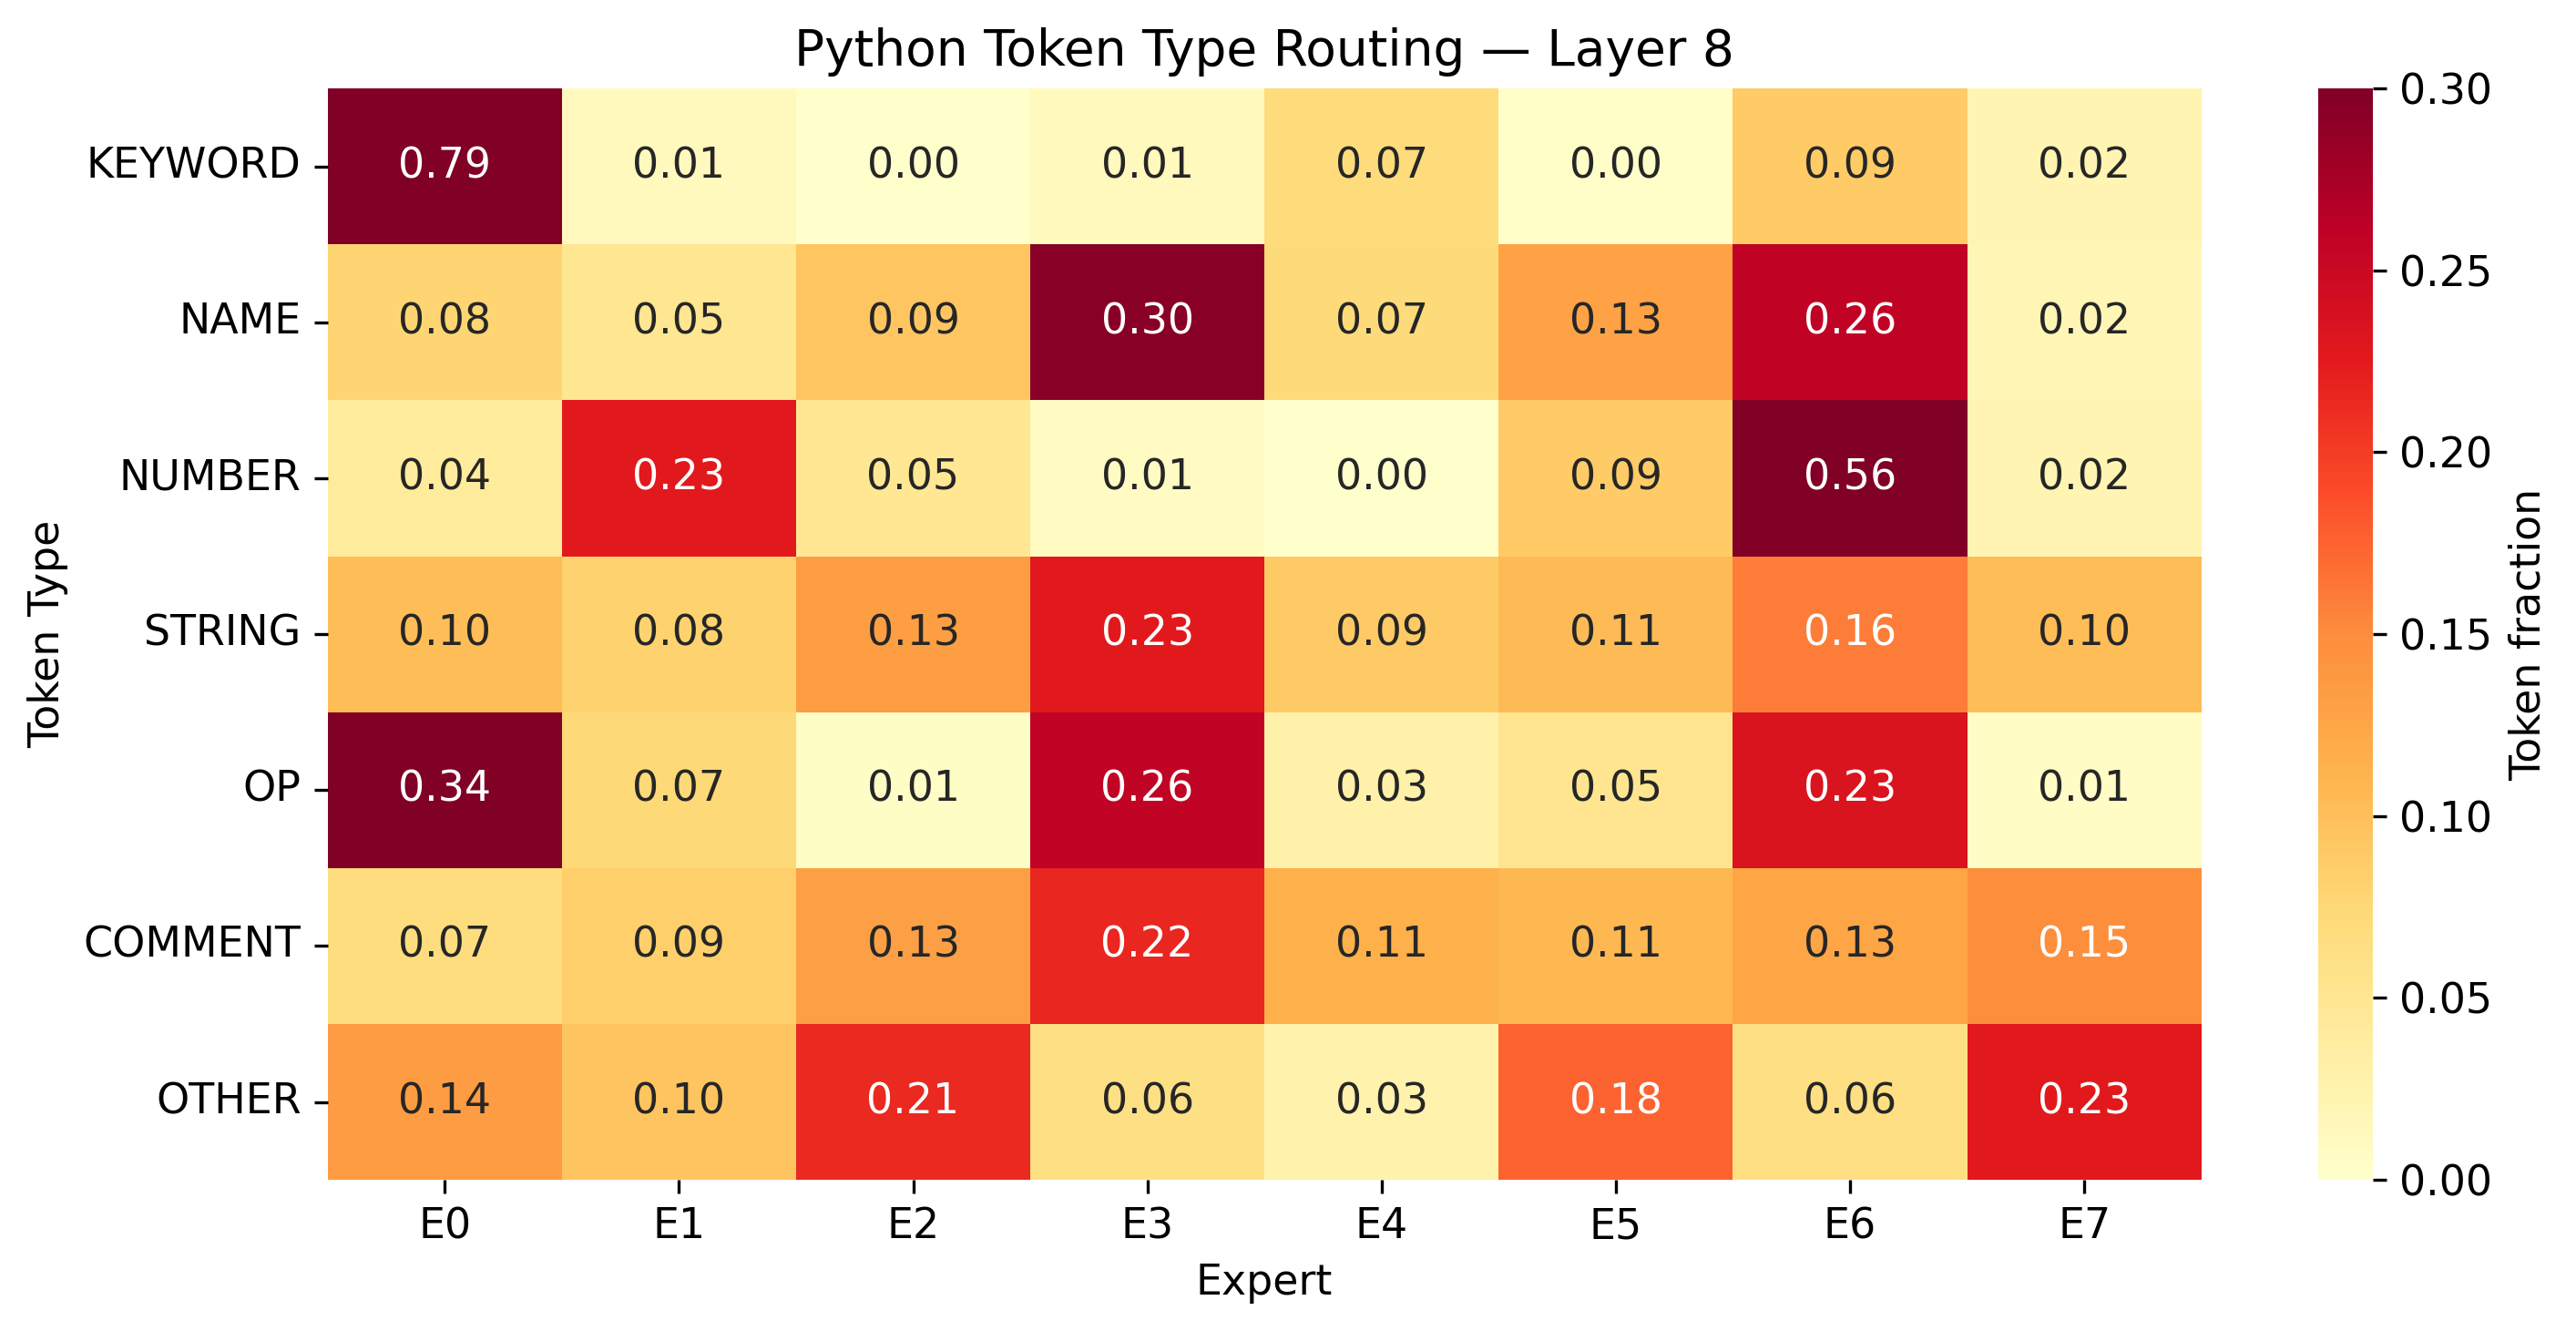 Python Token Type Routing — Layer 8
KEYWORD 0.79 0.01 0.00 0.01 0.07 0.00 0.09 0.02
NAME 0.08 0.05 0.09 0.30 0.07 0.13 0.26 0.02
NUMBER 0.04 0.23 0.05 0.01 0.00 0.09 0.56 0.02
STRING 0.10 0.08 0.13 0.23 0.09 0.11 0.16 0.10
OP 0.34 0.07 0.01 0.26 0.03 0.05 0.23 0.01
COMMENT 0.07 0.09 0.13 0.22 0.11 0.11 0.13 0.15
OTHER 0.14 0.10 0.21 0.06 0.03 0.18 0.06 0.23
E0 E1 E2 E3 E4 E5 E6 E7
Expert
Token Type
0.30
0.25
0.20
0.15
0.10
0.05
0.00
Token fraction